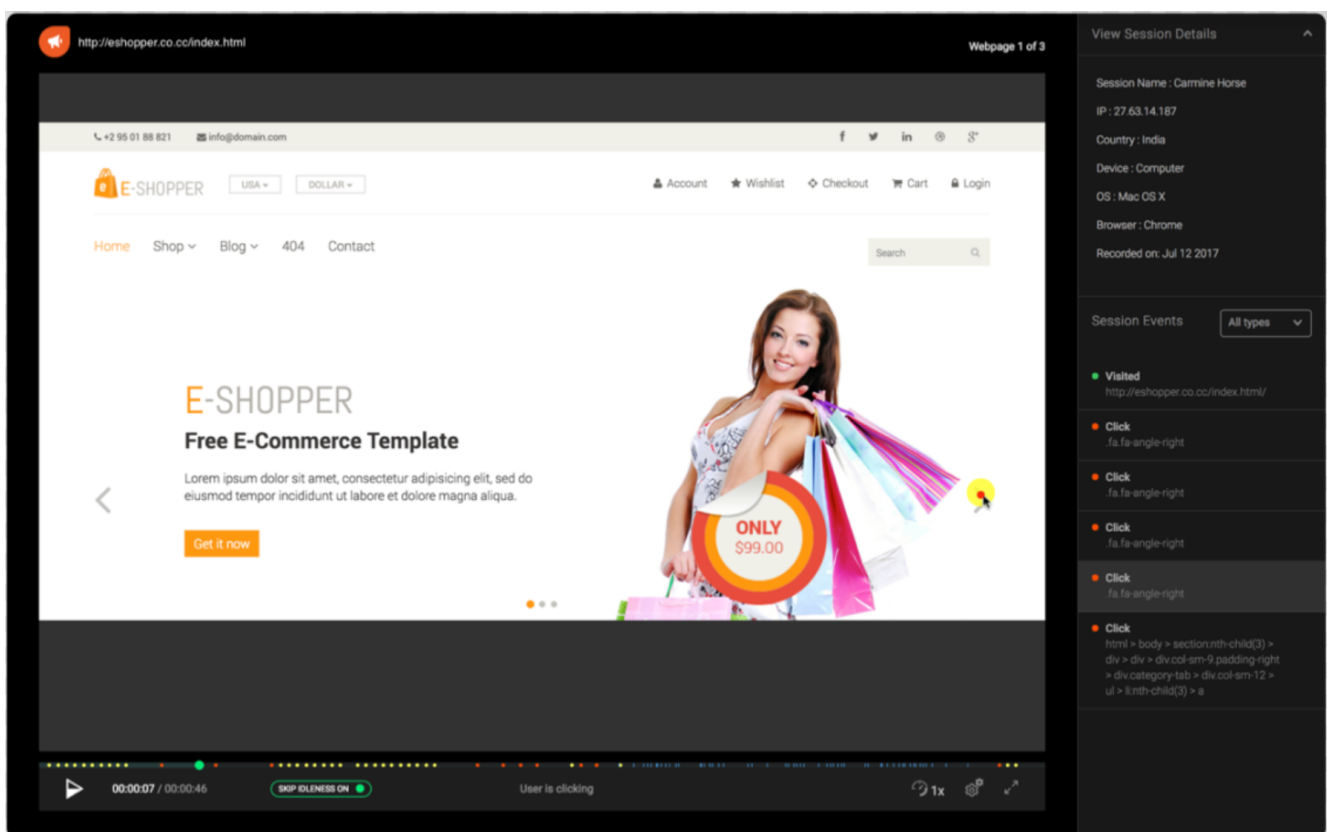 http://eshopper.co.cc/index.html
Webpage 1 of 3
+2 95 01 88 821 info@domain.com
E-SHOPPER USA DOLLAR
Account Wishlist Checkout Cart Login
Home Shop Blog 404 Contact
Search
E-SHOPPER
Free E-Commerce Template
Lorem ipsum dolor sit amet, consectetur adipisicing elit, sed do
eiusmod tempor incididunt ut labore et dolore magna aliqua.
Get it now
ONLY
$99.00
00:00:07 / 00:00:46
SKIP IDLENESS ON
User is clicking
1x
View Session Details
Session Name : Carmine Horse
IP : 27.63.14.187
Country : India
Device : Computer
OS : Mac OS X
Browser : Chrome
Recorded on: Jul 12 2017
Session Events All types
Visited
http://eshopper.co.cc/index.html/
Click
.fa.fa-angle-right
Click
.fa.fa-angle-right
Click
.fa.fa-angle-right
Click
.fa.fa-angle-right
Click
html > body > section:nth-child(3) >
div > div > div.col-sm-9.padding-right
> div.category-tab > div.col-sm-12 >
ul > li:nth-child(3) > a